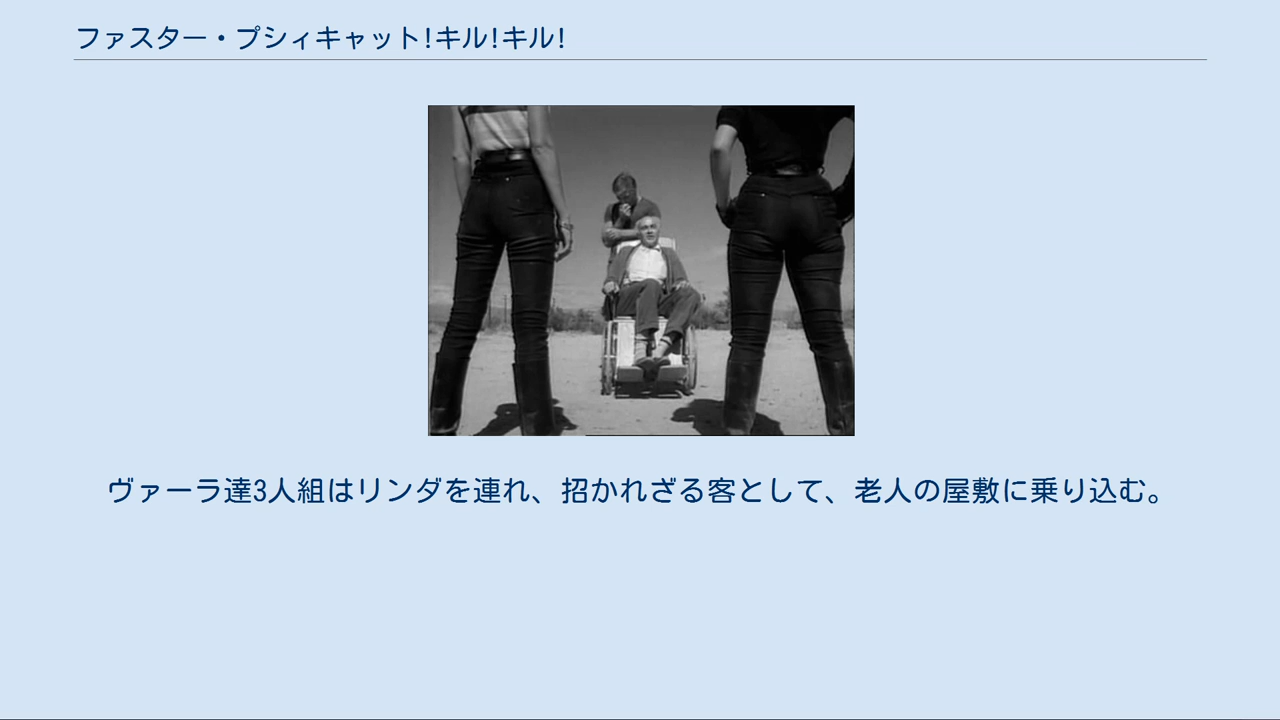 ファスター・プシィキャット!キル!キル!
ヴァーラ達3人組はリンダを連れ、招かれざる客として、老人の屋敷に乗り込む。